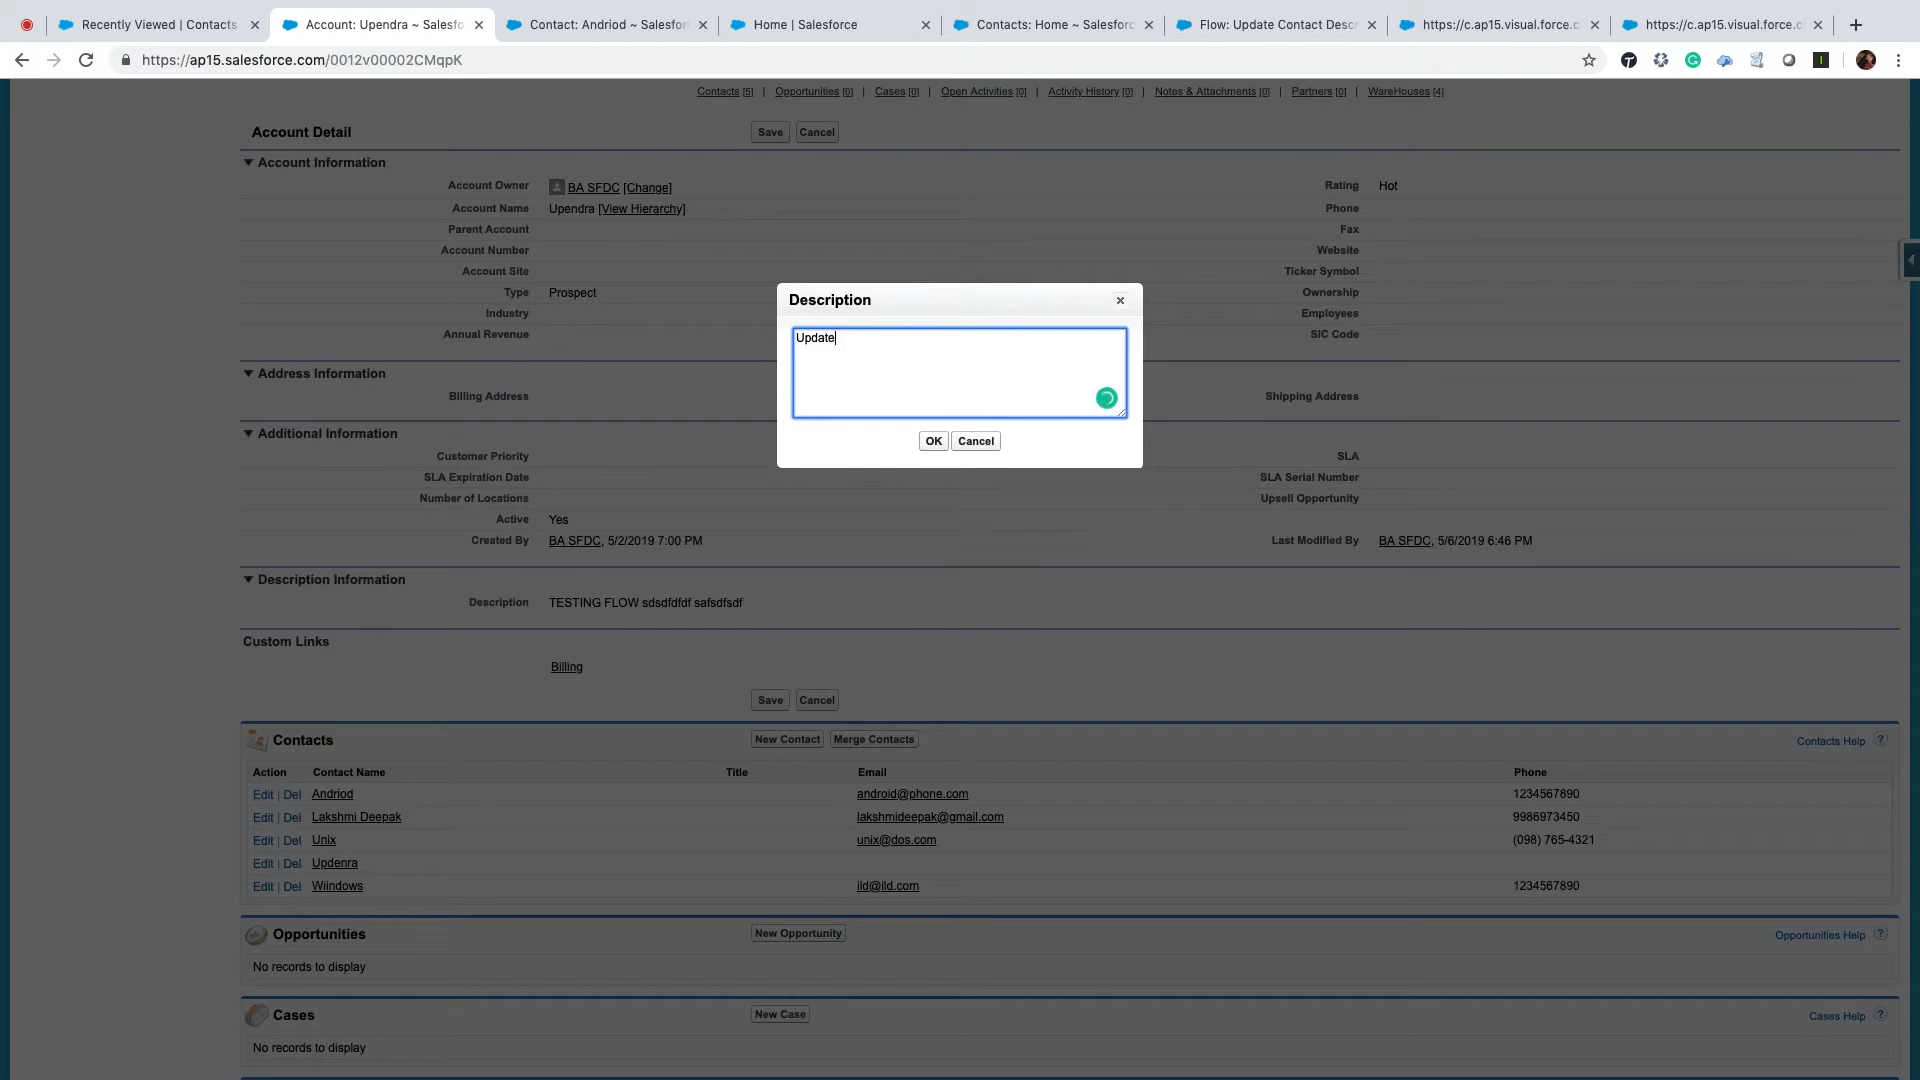 Recently Viewed | Contacts
Account: Upendra ~ Salesfo
Contact: Andriod ~ Salesfor
Home | Salesforce
Contacts: Home ~ Salesforc
Flow: Update Contact Descr
https://c.ap15.visual.force.c
https://c.ap15.visual.force.c
https://ap15.salesforce.com/0012v00002CMqpK
Contacts [5] | Opportunities [0] | Cases [0] | Open Activities [0] | Activity History [0] | Notes & Attachments [0] | Partners [0] | WareHouses [4]
Account Detail
Save Cancel
Account Information
Account Owner BA SFDC [Change] Rating Hot
Account Name Upendra [View Hierarchy] Phone
Parent Account Fax
Account Number Website
Account Site Ticker Symbol
Type Prospect Ownership
Industry Employees
Annual Revenue SIC Code
Description
Update
OK Cancel
Address Information
Billing Address Shipping Address
Additional Information
Customer Priority SLA
SLA Expiration Date SLA Serial Number
Number of Locations Upsell Opportunity
Active Yes
Created By BA SFDC, 5/2/2019 7:00 PM Last Modified By BA SFDC, 5/6/2019 6:46 PM
Description Information
Description TESTING FLOW sdsdfdfdf safsdfsdf
Custom Links
Billing
Save Cancel
Contacts New Contact Merge Contacts Contacts Help ?
Action Contact Name Title Email Phone
Edit | Del Andriod android@phone.com 1234567890
Edit | Del Lakshmi Deepak lakshmideepak@gmail.com 9986973450
Edit | Del Unix unix@dos.com (098) 765-4321
Edit | Del Updenra
Edit | Del Wiindows ild@ild.com 1234567890
Opportunities New Opportunity Opportunities Help ?
No records to display
Cases New Case Cases Help ?
No records to display